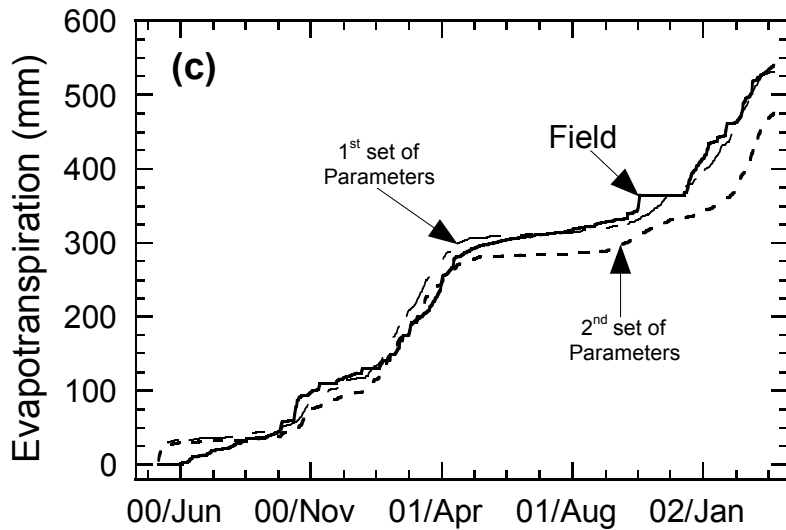 (c)
Evapotranspiration (mm)
600
500
400
300
200
100
0
Field
1st set of
Parameters
2nd set of
Parameters
00/Jun 00/Nov 01/Apr 01/Aug 02/Jan